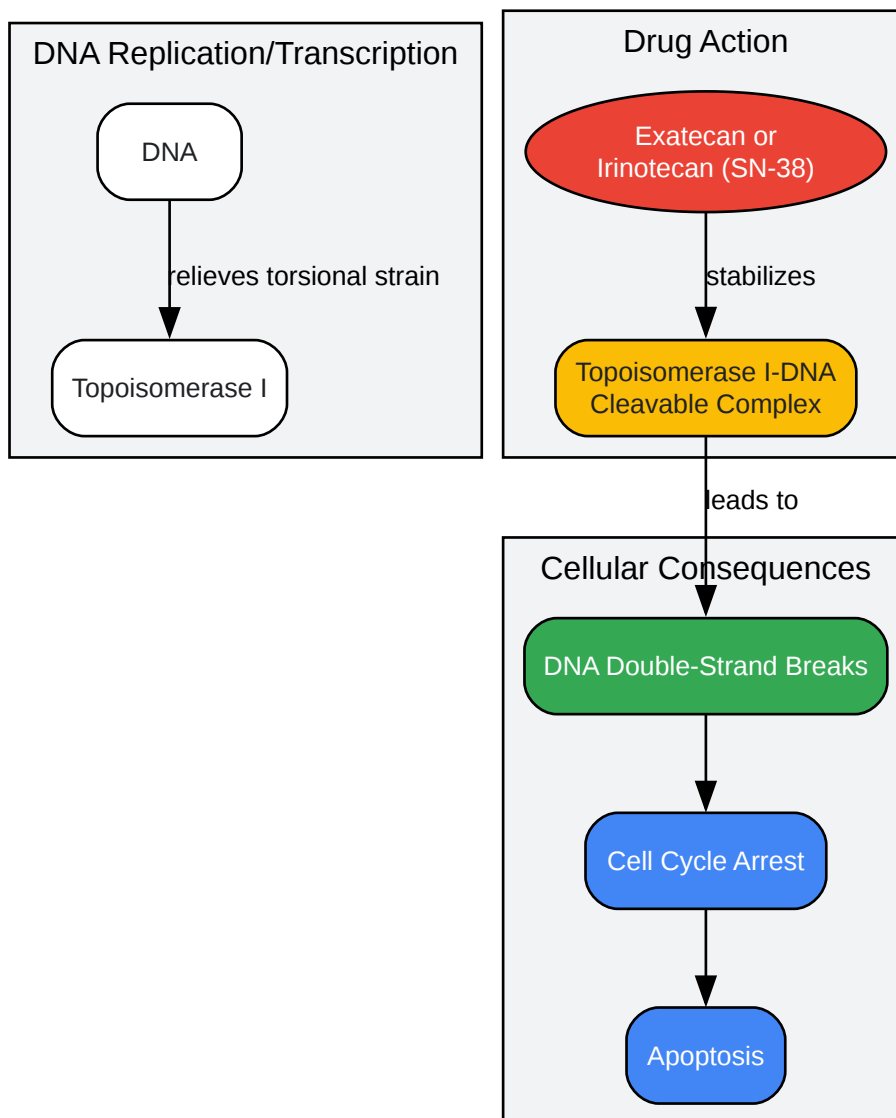 DNA Replication/Transcription
DNA
relieves torsional strain
Topoisomerase I
Drug Action
Exatecan or
Irinotecan (SN-38)
stabilizes
Topoisomerase I-DNA
Cleavable Complex
leads to
Cellular Consequences
DNA Double-Strand Breaks
Cell Cycle Arrest
Apoptosis